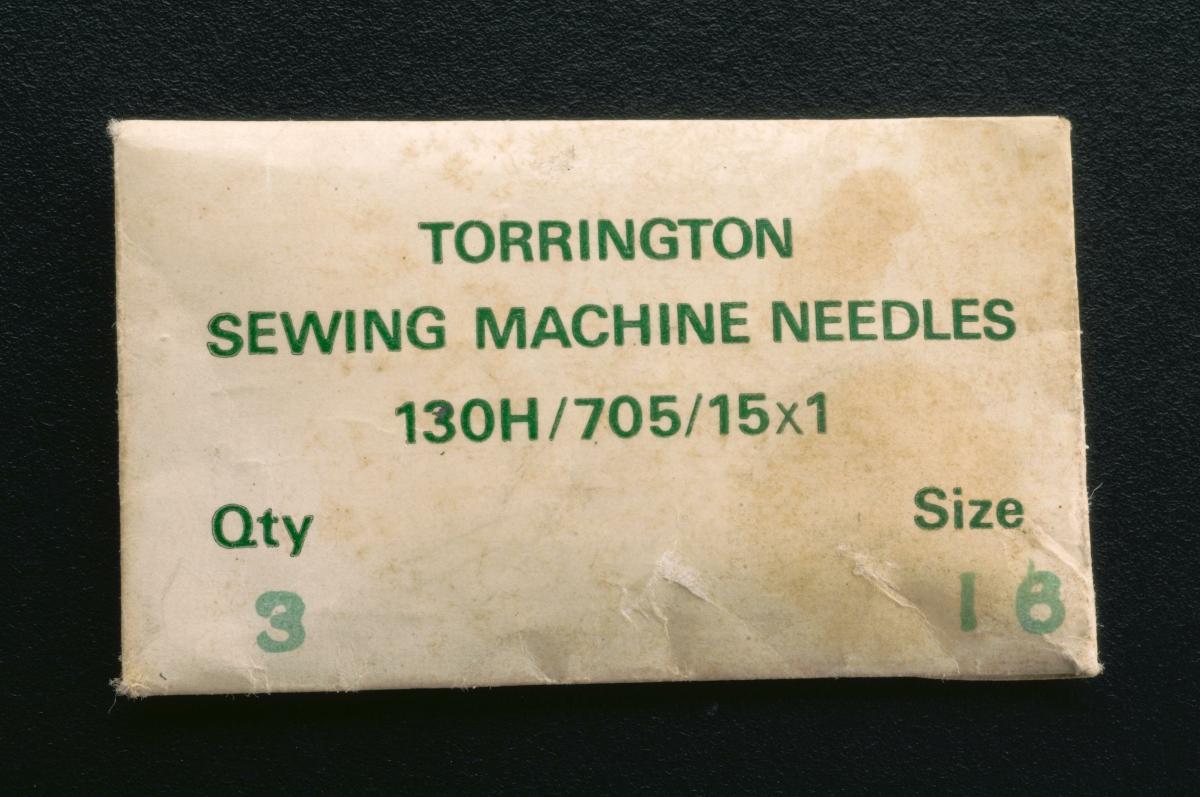 TORRINGTON
SEWING MACHINE NEEDLES
130H/705/15x1
Qty Size
3 16